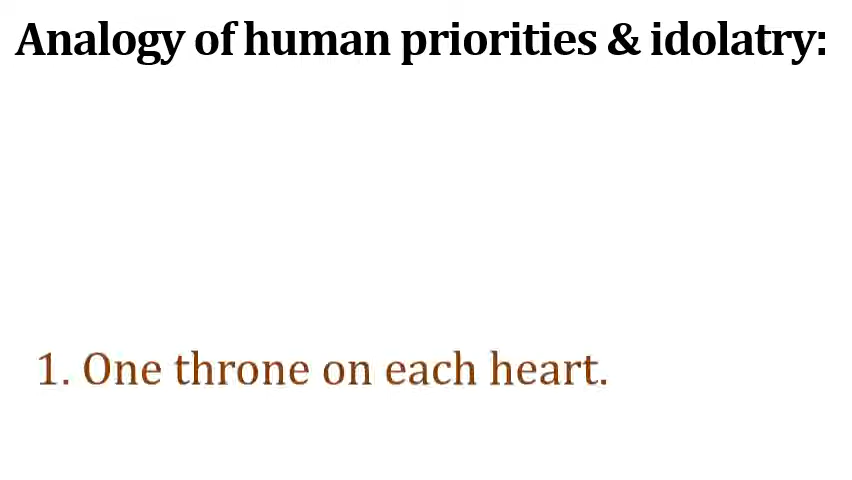 Analogy of human priorities & idolatry:
1. One throne on each heart.